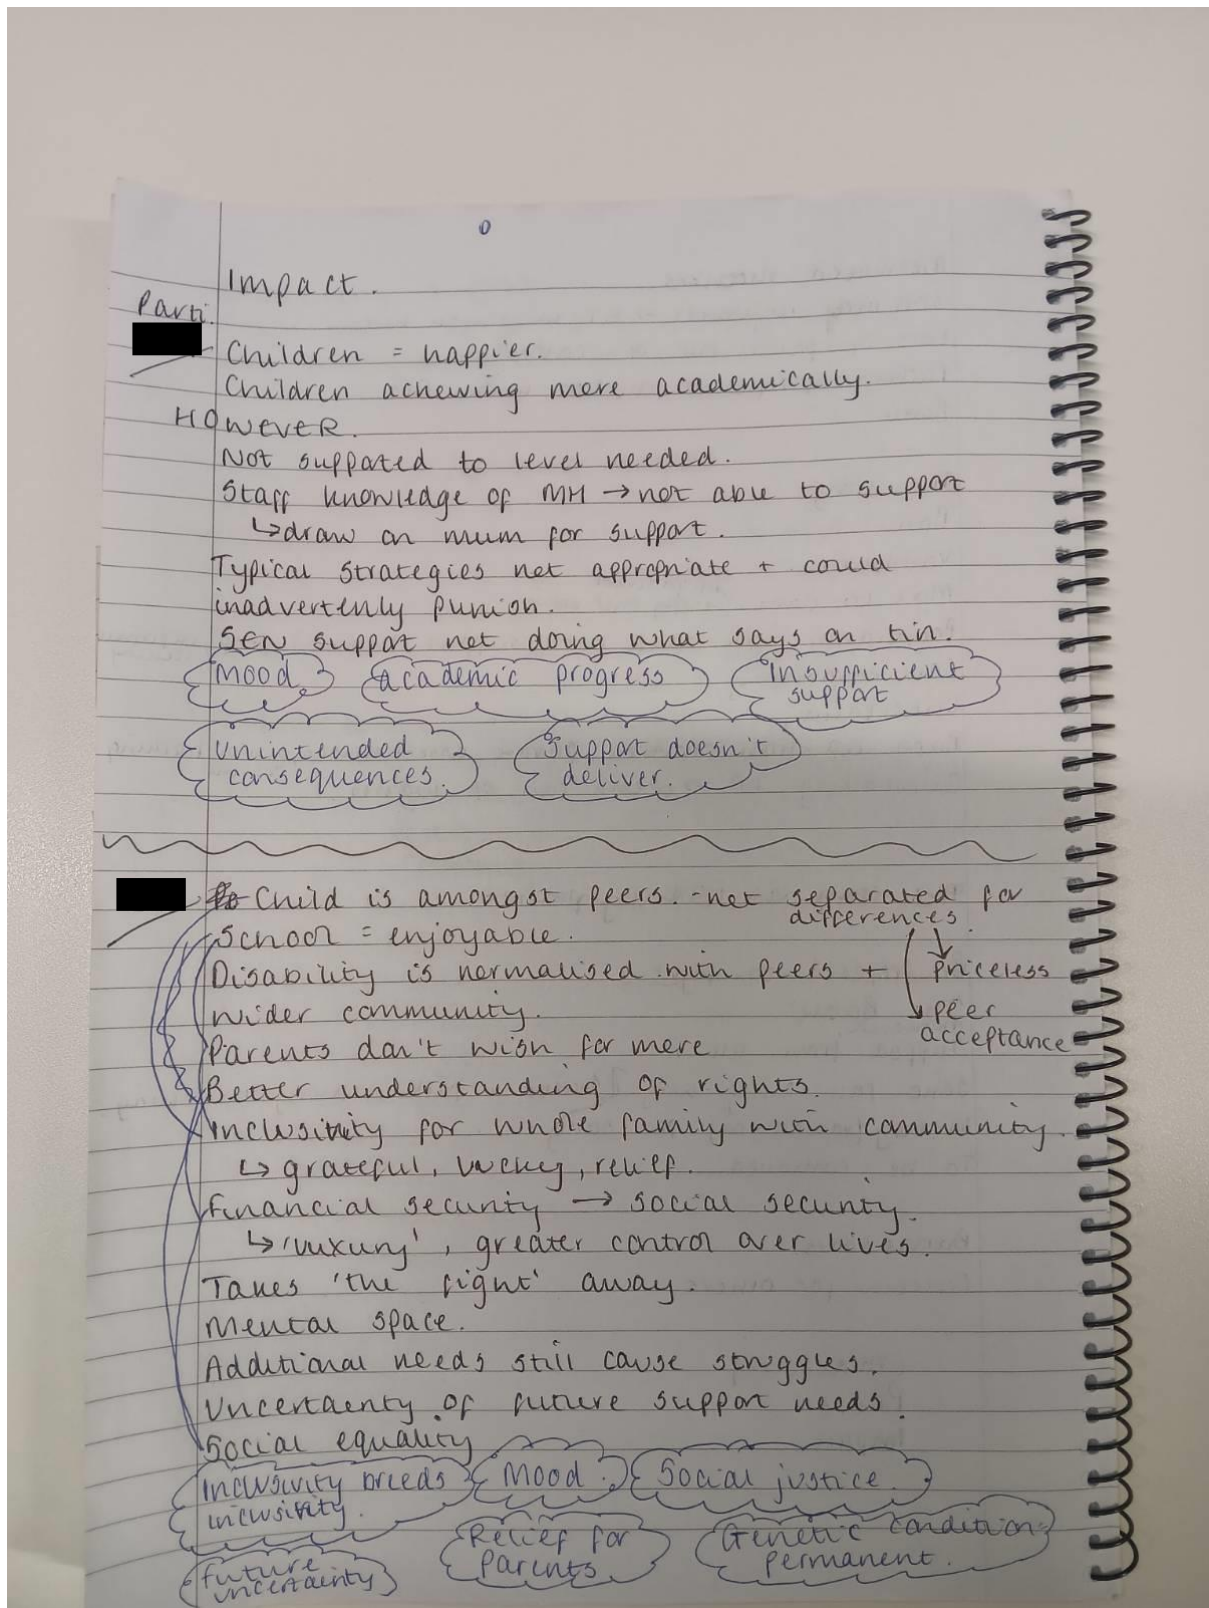 Impact.
Parti.
Children = happier.
Children acheiving more academically.
HOWEVER.
Not supported to level needed.
Staff knowledge of MH → not able to support
↳ draw on mum for support.
Typical strategies not appropriate + could
inadvertenly punish.
SEN support not doing what says on tin.
Mood
academic progress
Insufficient
support
Unintended
consequences.
Support doesn't
deliver.
Child is amongst peers. - not separated for
differences.
School = enjoyable.
Disability is normalised with peers +
priceless
wider community.
peer
acceptance
Parents don't wish for more
Better understanding of rights.
Inclusivity for whole family with community.
↳ grateful, lucky, relief.
Financial security → social security.
↳ 'luxury', greater control over lives.
Takes 'the fight' away.
Mental space.
Additional needs still cause struggles.
Uncertaenty of future support needs.
Social equality
Inclusivity breeds
inclusivity.
Mood.
Social justice.
Relief for
parents
Genetic condition
permanent.
Future
uncertainty